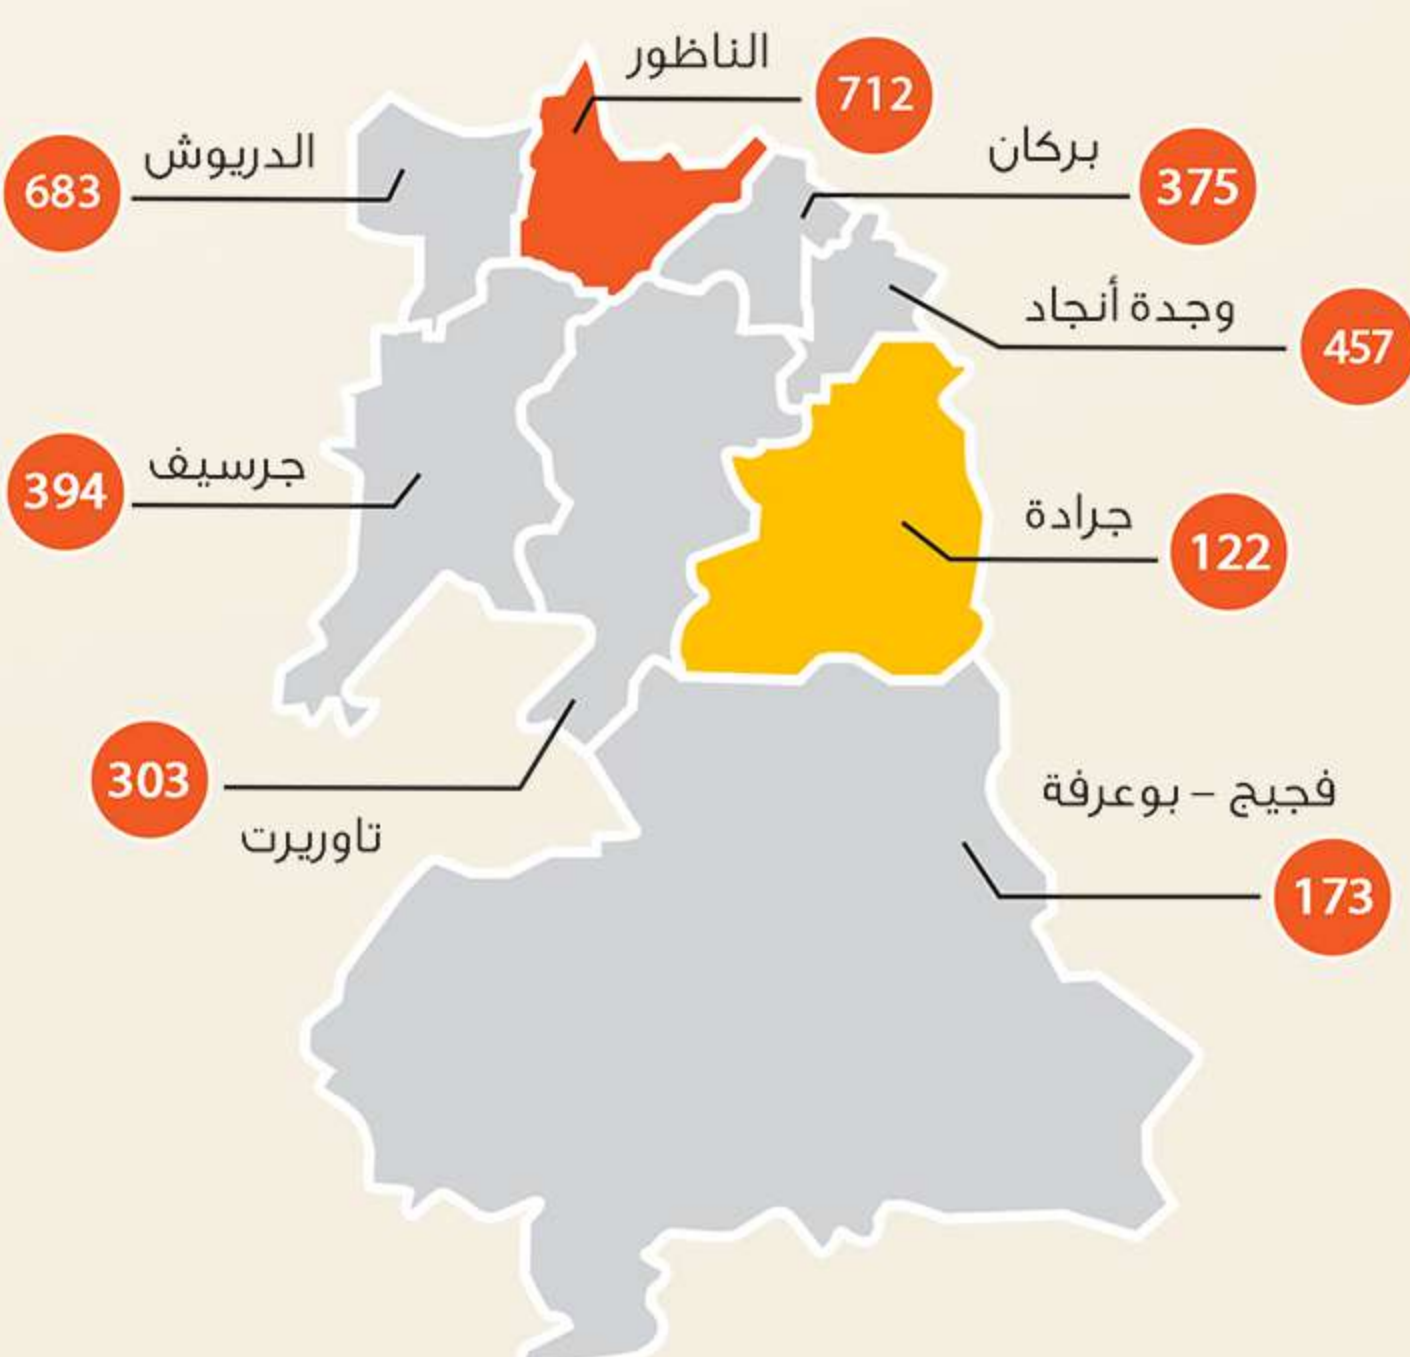 الناظور
712
بركان
375
الدريوش
683
وجدة أنجاد
457
جرسيف
394
جرادة
122
303
تاوريرت
فجيج – بوعرفة
173